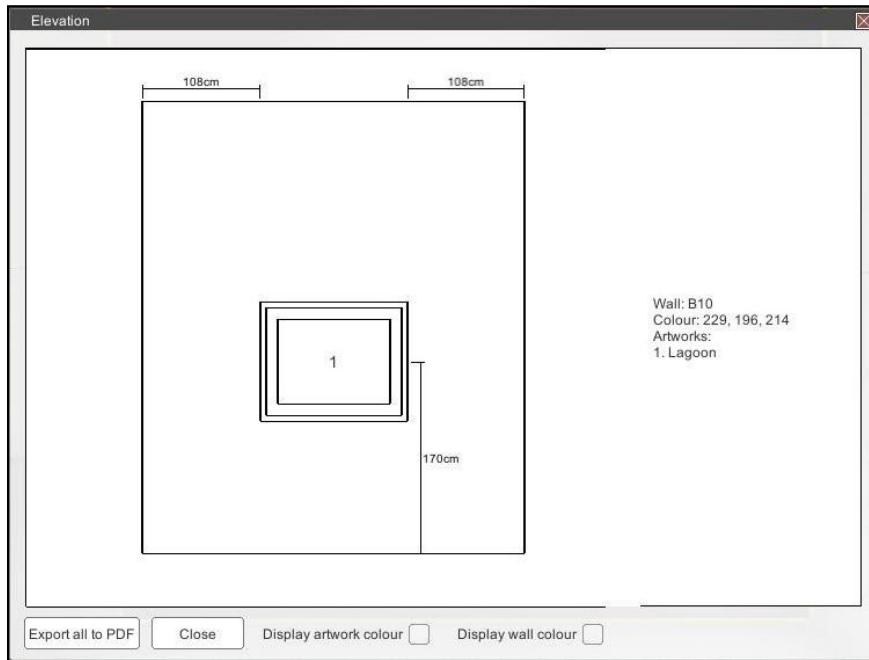 Elevation
108cm 108cm
1
170cm
Wall: B10
Colour: 229, 196, 214
Artworks:
1. Lagoon
Export all to PDF Close Display artwork colour Display wall colour